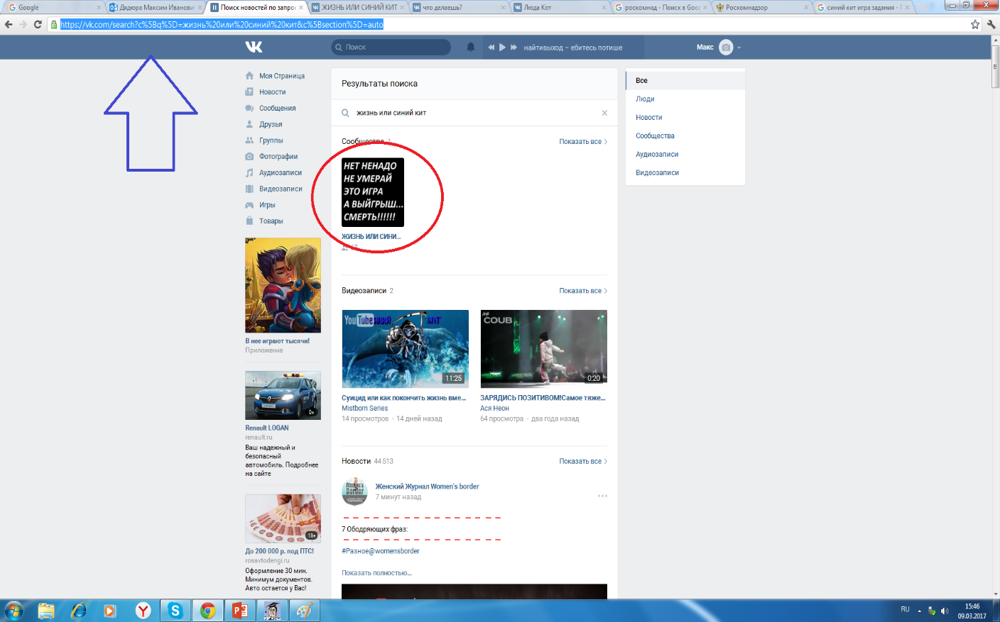 Google
Дядюра Максим Иванович
Поиск новостей по запрос
ЖИЗНЬ ИЛИ СИНИЙ КИТ
что делаешь?
Люда Кот
роскомнад - Поиск в Goog
Роскомнадзор
синий кит игра задания - П
https://vk.com/search?c%5Bq%5D=жизнь%20или%20синий%20кит&c%5Bsection%5D=auto
Поиск
найтивыход – ебитесь потише
Макс
Моя Страница
Новости
Сообщения
Друзья
Группы
Фотографии
Аудиозаписи
Видеозаписи
Игры
Товары
В нее играют тысячи!
Приложение
0+
Renault LOGAN
renault.ru
Ваш надежный и
безопасный
автомобиль. Подробнее
на сайте
18+
До 200 000 р. под ПТС!
rosavtodengi.ru
Оформление 30 мин.
Минимум документов.
Авто остается у Вас!
Результаты поиска
жизнь или синий кит
Сообщества 1
Показать все
НЕТ НЕНАДО
НЕ УМЕРАЙ
ЭТО ИГРА
А ВЫЙГРЫШ...
СМЕРТЬ!!!!!!
ЖИЗНЬ ИЛИ СИНИ...
Видеозаписи 2
Показать все
YouTube
КИТ
11:25
COUB
0:20
Суицид или как покончить жизнь вме...
Mistborn Series
14 просмотров · 14 дней назад
ЗАРЯДИСЬ ПОЗИТИВОМ!Самое тяже...
Ася Неон
64 просмотра · два года назад
Новости 44 513
Показать все
Woman's
Border
Женский Журнал Women's border
7 минут назад
7 Ободряющих фраз:
#Разное@womensborder
Показать полностью...
Все
Люди
Новости
Сообщества
Аудиозаписи
Видеозаписи
RU
15:46
09.03.2017